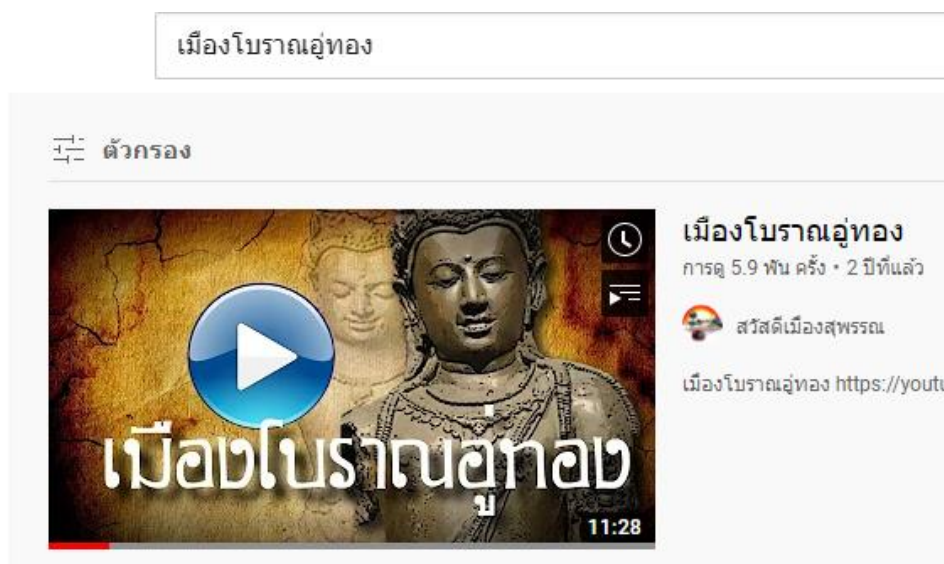 เมืองโบราณอู่ทอง
ตัวกรอง
เมืองโบราณอู่ทอง
11:28
เมืองโบราณอู่ทอง
การดู 5.9 พัน ครั้ง • 2 ปีที่แล้ว
สวัสดีเมืองสุพรรณ
เมืองโบราณอู่ทอง https://youtu